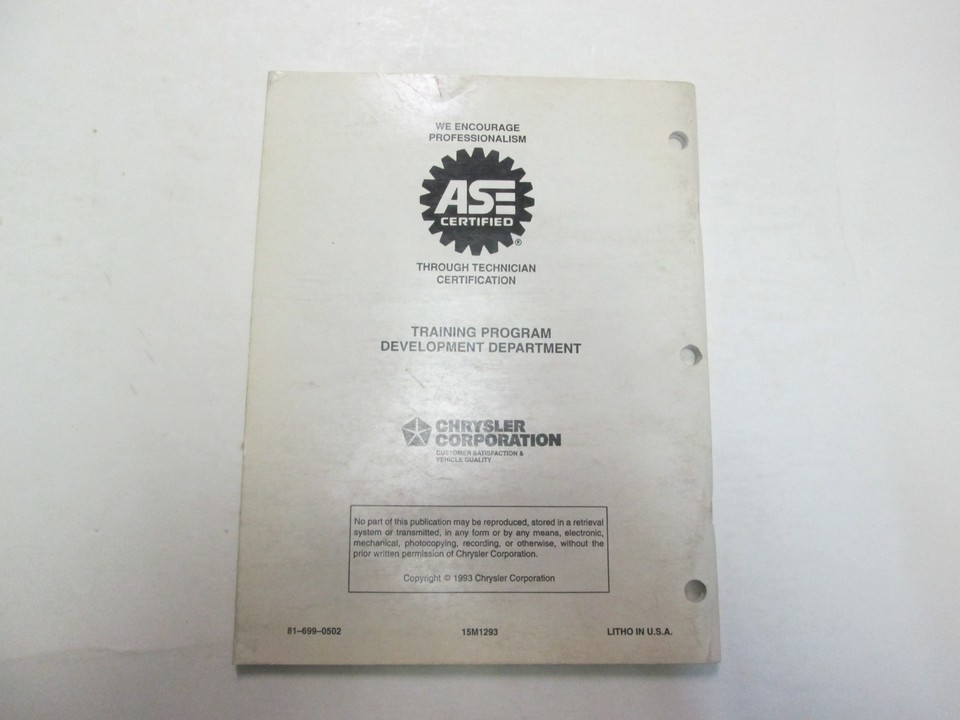 WE ENCOURAGE
PROFESSIONALISM
ASE
CERTIFIED
®
THROUGH TECHNICIAN
CERTIFICATION
TRAINING PROGRAM
DEVELOPMENT DEPARTMENT
CHRYSLER
CORPORATION
CUSTOMER SATISFACTION &
VEHICLE QUALITY
No part of this publication may be reproduced, stored in a retrieval
system or transmitted, in any form or by any means, electronic,
mechanical, photocopying, recording, or otherwise, without the
prior written permission of Chrysler Corporation.
Copyright © 1993 Chrysler Corporation
81–699–0502
15M1293
LITHO IN U.S.A.